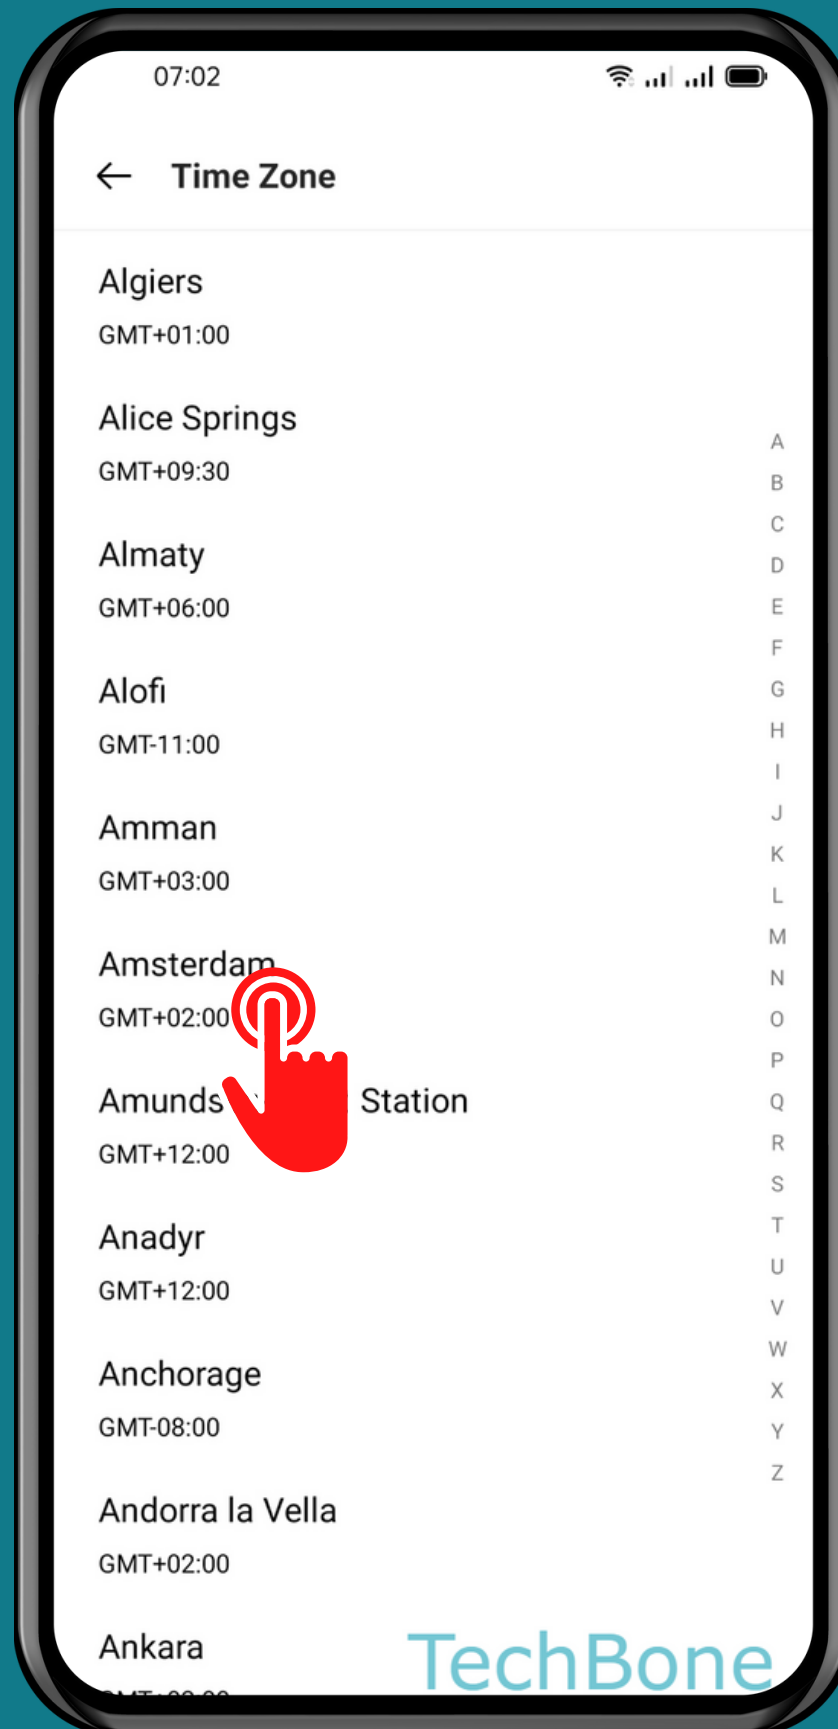 07:02
Time Zone
Algiers
GMT+01:00
Alice Springs
GMT+09:30
Almaty
GMT+06:00
Alofi
GMT-11:00
Amman
GMT+03:00
Amsterdam
GMT+02:00
Amunds Station
GMT+12:00
Anadyr
GMT+12:00
Anchorage
GMT-08:00
Andorra la Vella
GMT+02:00
Ankara
A
B
C
D
E
F
G
H
I
J
K
L
M
N
O
P
Q
R
S
T
U
V
W
X
Y
Z
TechBone